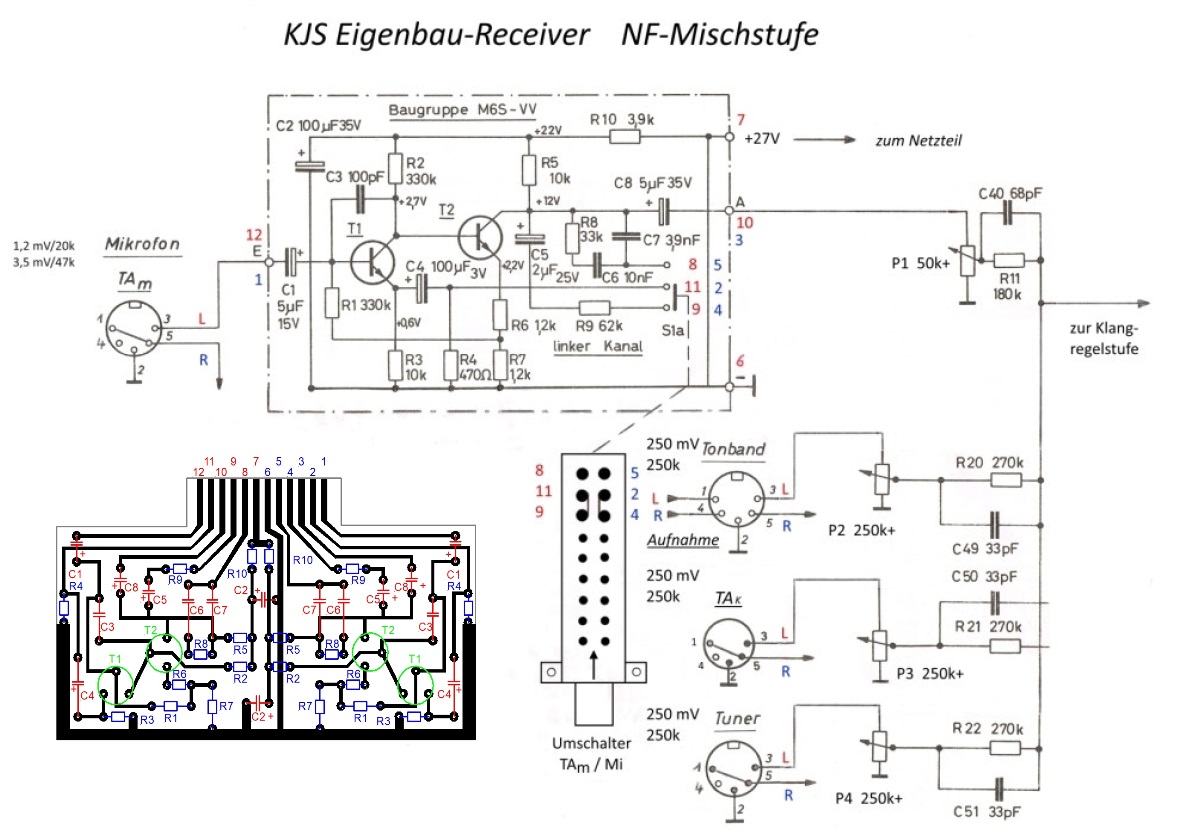 KJS Eigenbau-Receiver NF-Mischstufe
Baugruppe M6S-VV
C2 100µF35V
+22V
R10 3,9k
7
+27V
zum Netzteil
R2
330k
C3 100pF
R5
10k
C8 5µF35V
C40 68pF
+2,7V
+12V
A
10
3
T2
T1
R8
33k
C7 3,9nF
1,2 mV/20k
3,5 mV/47k
Mikrofon
TAm
12
E
1
C1
5µF
15V
C4 100µF
3V
2,2V
C5
2µF
25V
C6 10nF
8 5
11 2
9 4
P1 50k+
R11
180k
R1 330k
+0,6V
R6 1,2k
R9 62k
S1a
linker Kanal
1
3
L
4
5
R
2
R3
10k
R4
470Ω
R7
1,2k
6
-
zur Klang-
regelstufe
12 11 10 9 8 7 6 5 4 3 2 1
C1
R4
C8
R9
C5
C3
C6
C7
R10
C2
R10
R9
C7
C6
C5
C8
C1
R4
C3
T2
R8
R5
R5
R8
T2
T1
R6
R2
R2
R6
T1
C4
R3
R1
R7
C2
R7
R1
R3
C4
8 5
11 2
9 4
Umschalter
TAm / Mi
250 mV
250k
Tonband
L
R
1
4
3
L
5
R
2
Aufnahme
P2 250k+
R20 270k
C49 33pF
250 mV
250k
TAK
1
4
3
L
5
R
2
P3 250k+
C50 33pF
R21 270k
250 mV
250k
Tuner
1
4
3
L
5
R
2
P4 250k+
R22 270k
C51 33pF